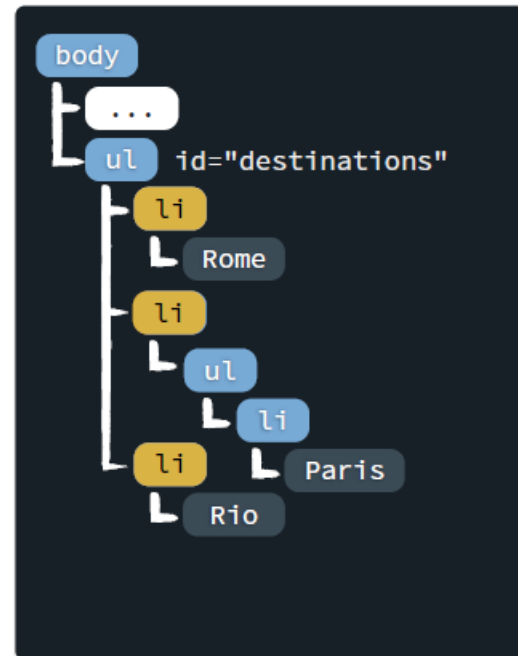 body
...
ul id="destinations"
li
Rome
li
ul
li
li Paris
Rio